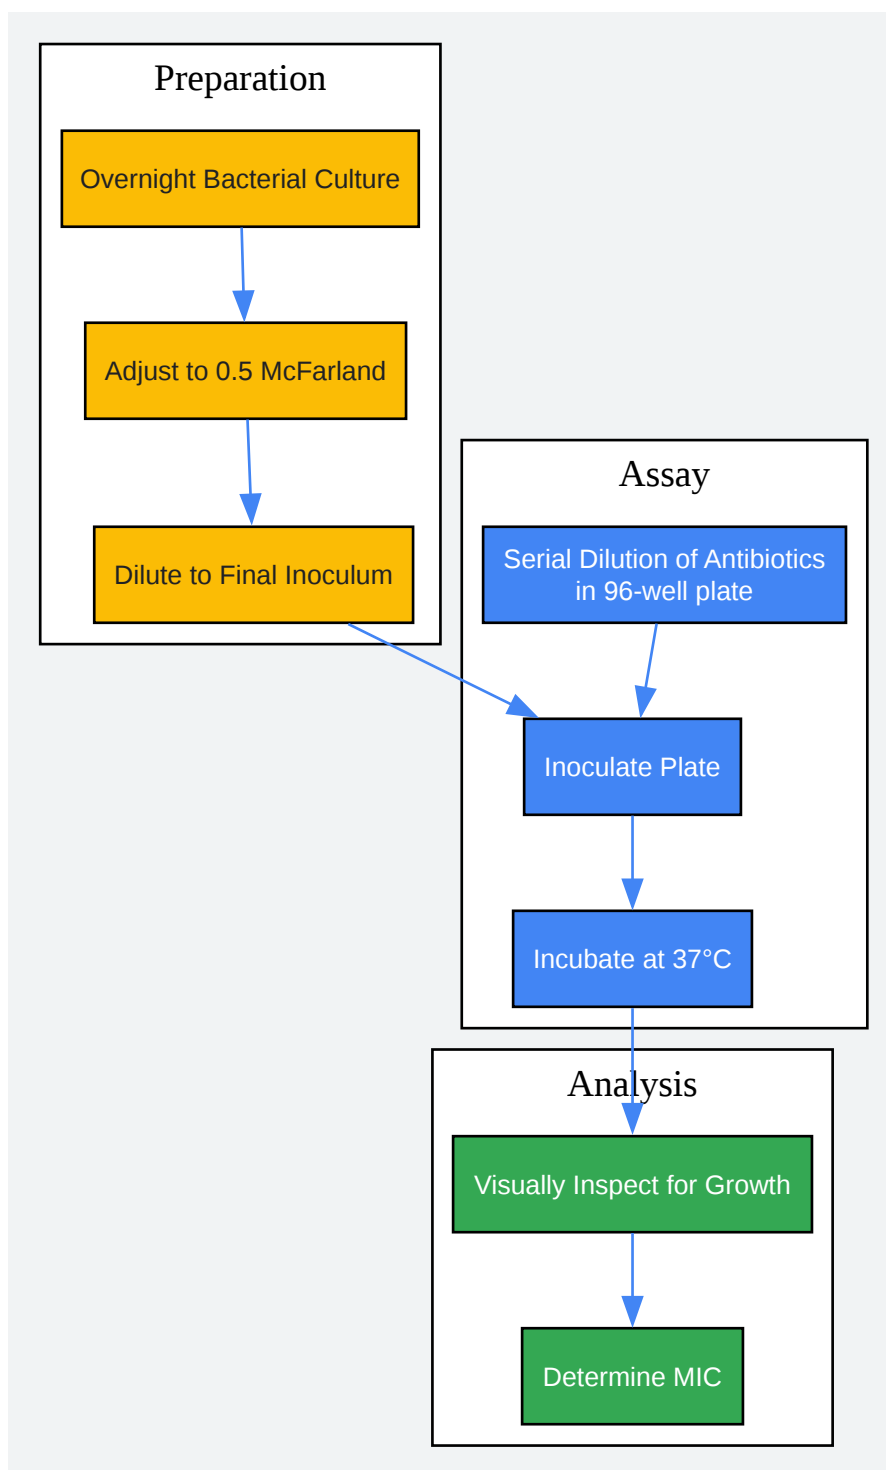 Preparation
Overnight Bacterial Culture
Adjust to 0.5 McFarland
Dilute to Final Inoculum
Assay
Serial Dilution of Antibiotics
in 96-well plate
Inoculate Plate
Incubate at 37°C
Analysis
Visually Inspect for Growth
Determine MIC